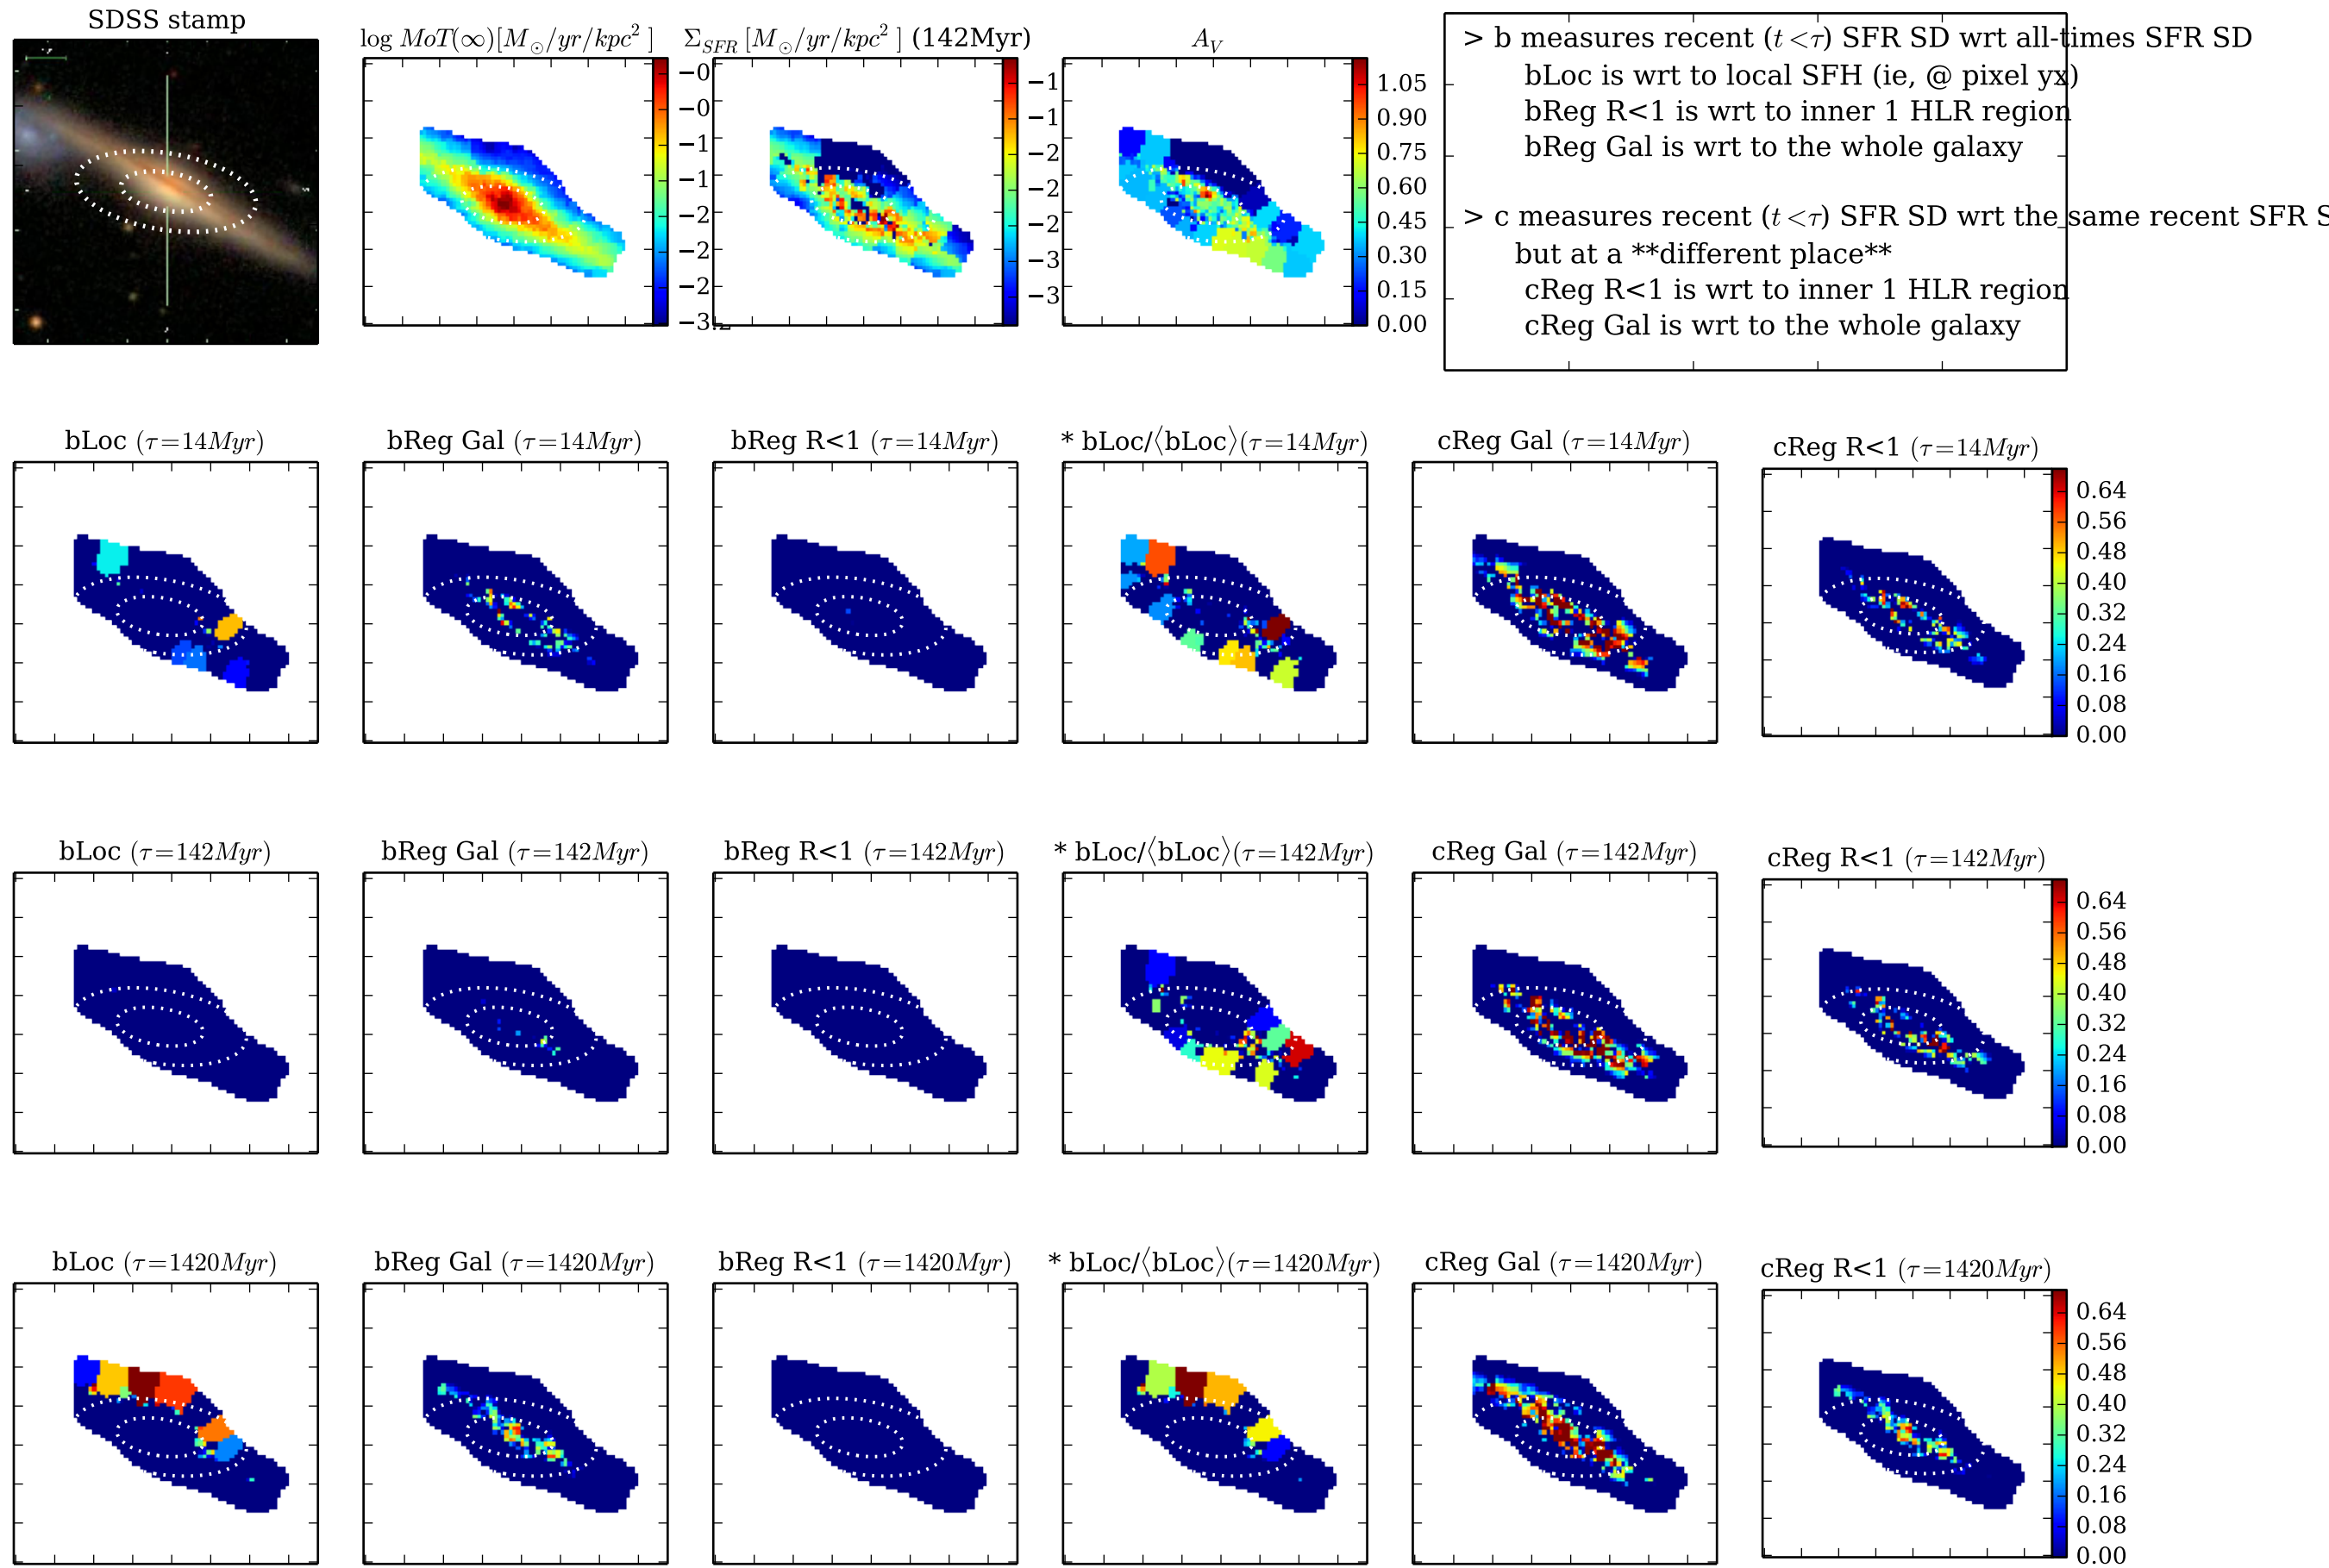 SDSS stamp
log MoT(∞)[M⊙/yr/kpc² ]
Σ_SFR [M⊙/yr/kpc² ] (142Myr)
A_V
> b measures recent (t<τ) SFR SD wrt all-times SFR SD
bLoc is wrt to local SFH (ie, @ pixel yx)
bReg R<1 is wrt to inner 1 HLR region
bReg Gal is wrt to the whole galaxy
> c measures recent (t<τ) SFR SD wrt the same recent SFR S
but at a **different place**
cReg R<1 is wrt to inner 1 HLR region
cReg Gal is wrt to the whole galaxy
−0
−0
−1
−1
−2
−2
−2
−3.2
−1
−1
−2
−2
−2
−3
−3
1.05
0.90
0.75
0.60
0.45
0.30
0.15
0.00
bLoc (τ=14Myr)
bReg Gal (τ=14Myr)
bReg R<1 (τ=14Myr)
* bLoc/⟨bLoc⟩(τ=14Myr)
cReg Gal (τ=14Myr)
cReg R<1 (τ=14Myr)
0.64
0.56
0.48
0.40
0.32
0.24
0.16
0.08
0.00
bLoc (τ=142Myr)
bReg Gal (τ=142Myr)
bReg R<1 (τ=142Myr)
* bLoc/⟨bLoc⟩(τ=142Myr)
cReg Gal (τ=142Myr)
cReg R<1 (τ=142Myr)
0.64
0.56
0.48
0.40
0.32
0.24
0.16
0.08
0.00
bLoc (τ=1420Myr)
bReg Gal (τ=1420Myr)
bReg R<1 (τ=1420Myr)
* bLoc/⟨bLoc⟩(τ=1420Myr)
cReg Gal (τ=1420Myr)
cReg R<1 (τ=1420Myr)
0.64
0.56
0.48
0.40
0.32
0.24
0.16
0.08
0.00